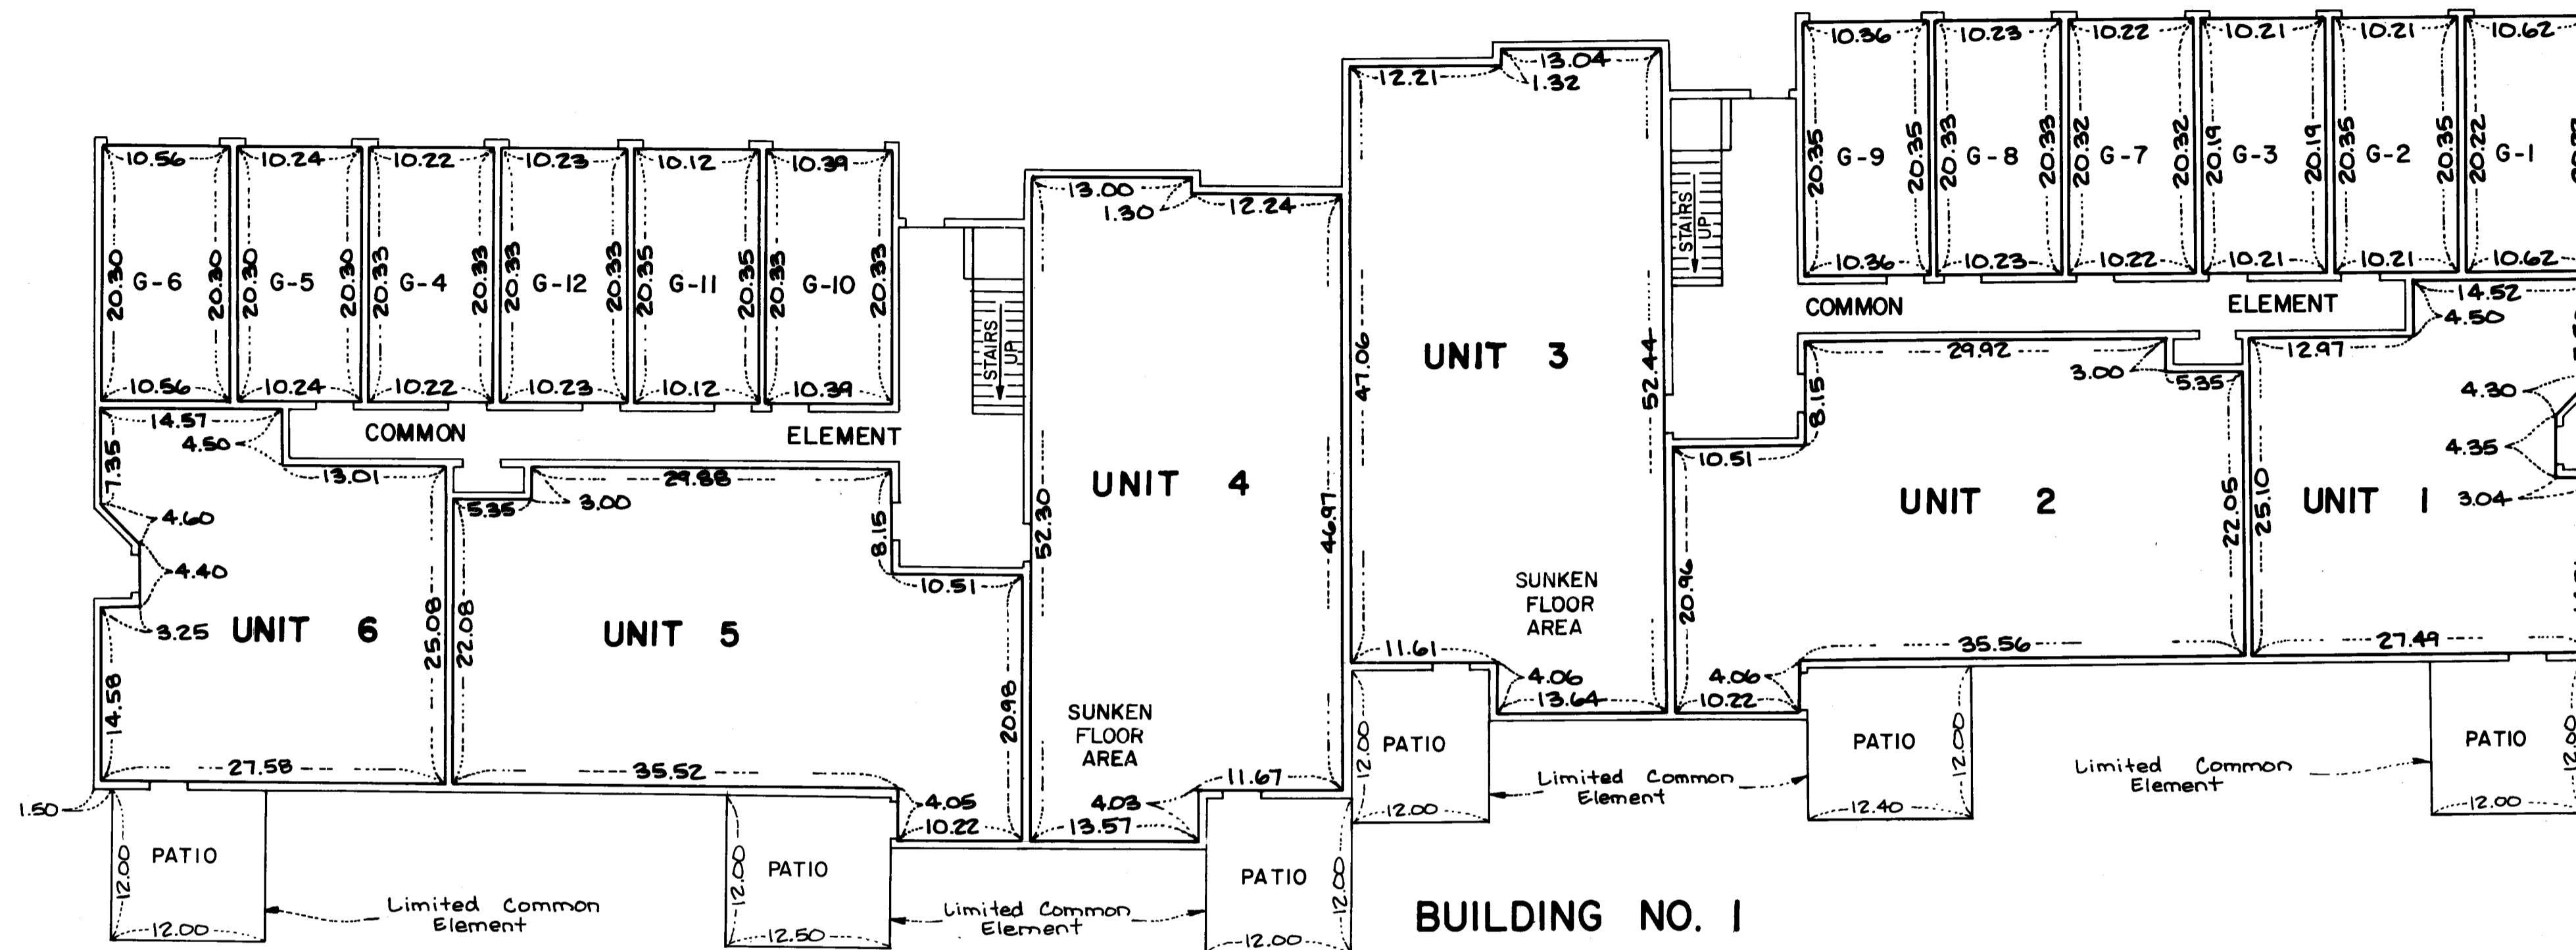 10.56 10.24 10.22 10.23 10.12 10.39
20.30 G-6 20.30 20.30 G-5 20.30 20.33 G-4 20.33 20.33 G-12 20.33 20.35 G-11 20.35 20.33 G-10 20.33
10.56 10.24 10.22 10.23 10.12 10.39
10.36 10.23 10.22 10.21 10.21 10.62
20.35 G-9 20.35 20.33 G-8 20.33 20.32 G-7 20.32 20.19 G-3 20.19 20.35 G-2 20.35 20.22 G-1
10.36 10.23 10.22 10.21 10.21 10.62
COMMON ELEMENT
STAIRS
UP
14.57
4.50
7.35
13.01
4.60
4.40
3.25
UNIT 6
25.08
14.58
27.58
1.50
5.35
3.00
29.88
8.15
10.51
22.08
UNIT 5
20.98
35.52
4.05
10.22
13.00
1.30
12.24
UNIT 4
52.30
46.97
SUNKEN
FLOOR
AREA
11.67
4.03
13.57
12.21
13.04
1.32
47.06
UNIT 3
52.44
SUNKEN
FLOOR
AREA
11.61
4.06
13.64
STAIRS
UP
COMMON ELEMENT
29.92
3.00
5.35
8.15
10.51
20.96
UNIT 2
22.05
35.56
4.06
10.22
14.52
4.50
12.97
4.30
4.35
3.04
25.10
UNIT 1
27.49
PATIO
12.00
12.00
Limited Common
Element
PATIO
12.00
12.50
Limited Common
Element
PATIO
12.00
12.00
PATIO
12.00
12.00
Limited Common
Element
PATIO
12.00
12.40
Limited Common
Element
PATIO
12.00
12.00
BUILDING NO. 1